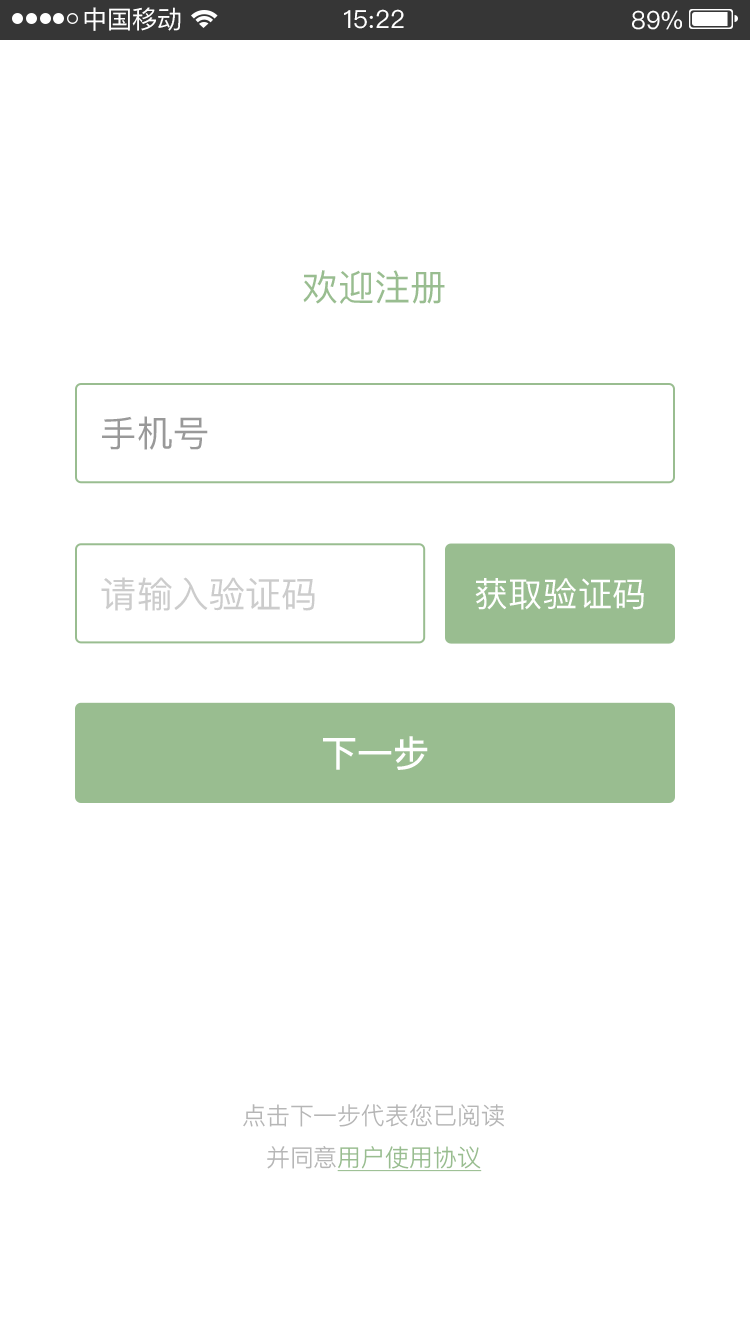 中国移动 15:22 89%
欢迎注册
手机号
请输入验证码 获取验证码
下一步
点击下一步代表您已阅读
并同意用户使用协议